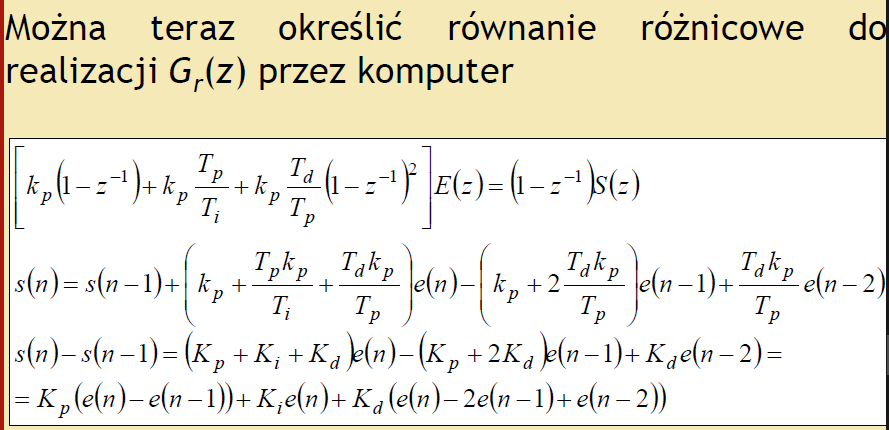 Można teraz określić równanie różnicowe do
realizacji Gᵣ(z) przez komputer
[k_p(1 − z⁻¹) + k_p T_p/T_i + k_p T_d/T_p (1 − z⁻¹)²] E(z) = (1 − z⁻¹)S(z)
s(n) = s(n − 1) + (k_p + T_p k_p/T_i + T_d k_p/T_p) e(n) − (k_p + 2 T_d k_p/T_p) e(n − 1) + T_d k_p/T_p e(n − 2)
s(n) − s(n − 1) = (K_p + K_i + K_d)e(n) − (K_p + 2K_d)e(n − 1) + K_d e(n − 2) =
= K_p(e(n) − e(n − 1)) + K_i e(n) + K_d(e(n) − 2e(n − 1) + e(n − 2))